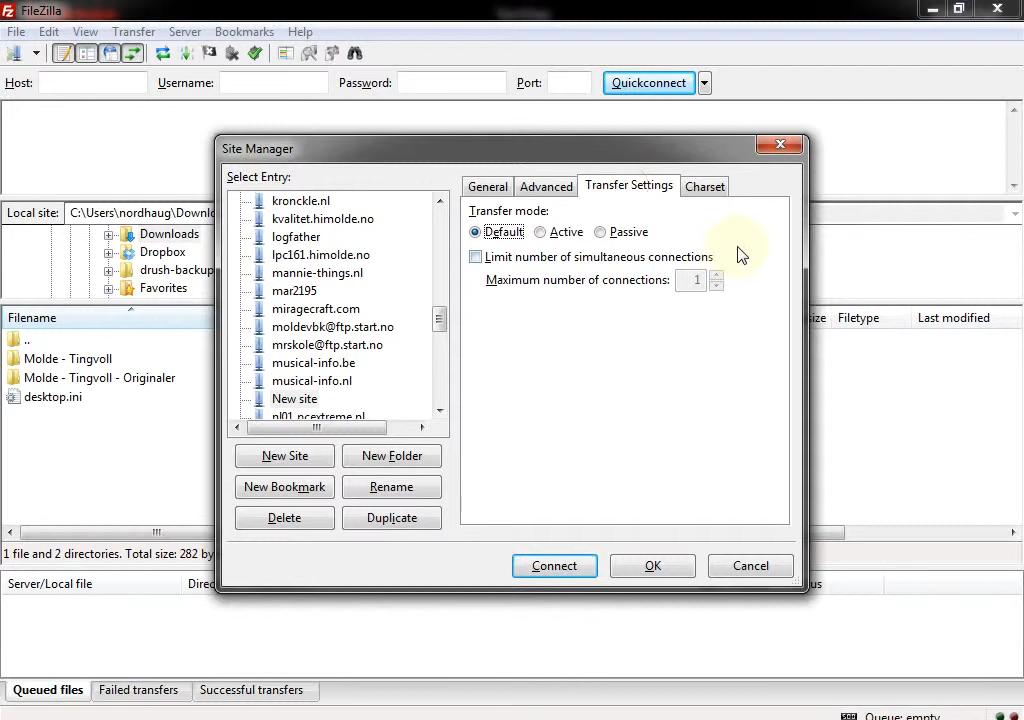 FileZilla
File Edit View Transfer Server Bookmarks Help
Host: Username: Password: Port: Quickconnect
Site Manager
Select Entry:
kronckle.nl
kvalitet.himolde.no
logfather
lpc161.himolde.no
mannie-things.nl
mar2195
miragecraft.com
moldevbk@ftp.start.no
mrskole@ftp.start.no
musical-info.be
musical-info.nl
New site
nl01.ncextreme.nl
New Site New Folder
New Bookmark Rename
Delete Duplicate
General Advanced Transfer Settings Charset
Transfer mode:
Default Active Passive
Limit number of simultaneous connections
Maximum number of connections: 1
Connect OK Cancel
Local site: C:\Users\nordhaug\Downlo
Downloads
Dropbox
drush-backup
Favorites
Filename size Filetype Last modified
..
Molde - Tingvoll
Molde - Tingvoll - Originaler
desktop.ini
1 file and 2 directories. Total size: 282 by
Server/Local file Direc us
Queued files Failed transfers Successful transfers
Queue: empty